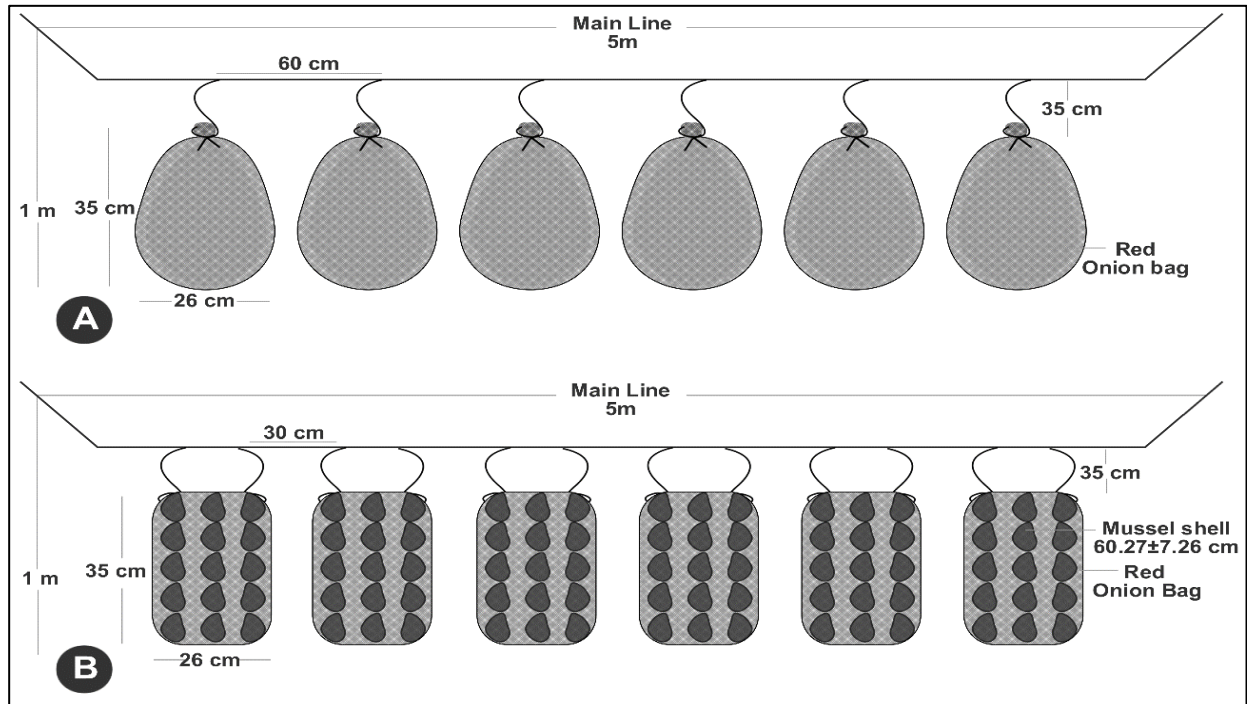 Main Line
5m
60 cm
35 cm
1 m
35 cm
Red
Onion bag
26 cm
A
Main Line
5m
30 cm
35 cm
Mussel shell
60.27±7.26 cm
1 m
35 cm
Red
Onion Bag
26 cm
B